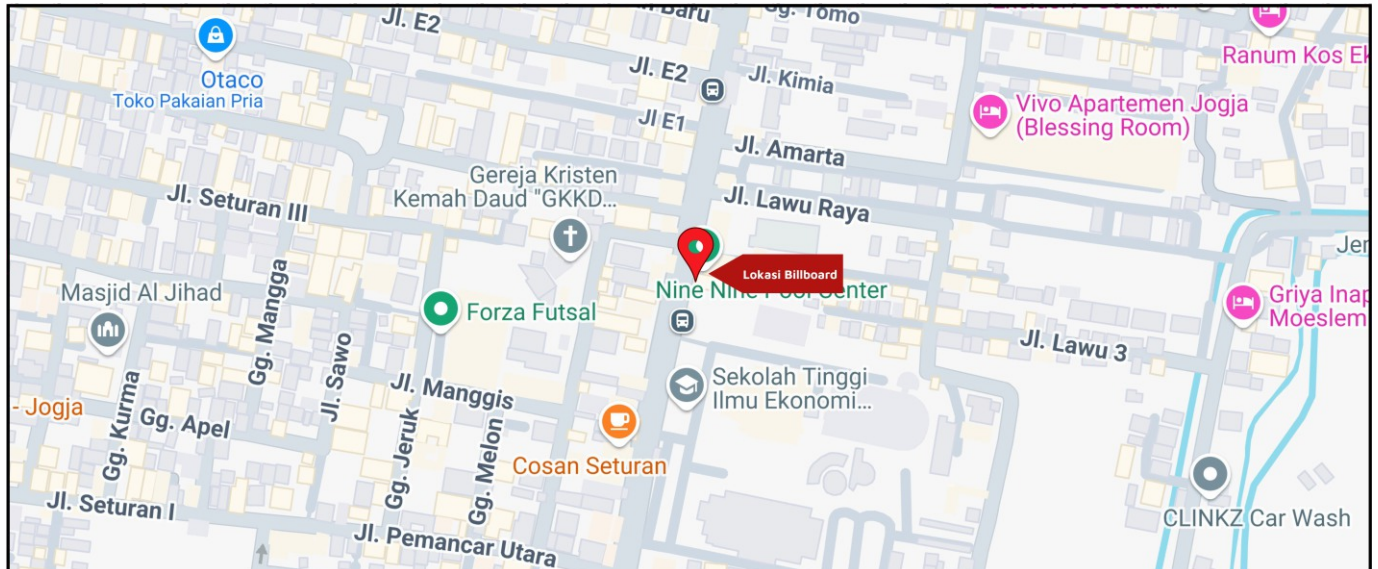 Jl. E2
Baru
Gg. Tomo
Ranum Kos Ek
Otaco
Toko Pakaian Pria
Jl. E2
Jl. Kimia
Vivo Apartemen Jogja
(Blessing Room)
Jl E1
Jl. Amarta
Gereja Kristen
Kemah Daud "GKKD...
Jl. Seturan III
Jl. Lawu Raya
Jer
Lokasi Billboard
Nine Nine Pool Center
Masjid Al Jihad
Gg. Mangga
Forza Futsal
Griya Inap
Moeslem
Jl. Lawu 3
Jl. Sawo
Jl. Manggis
Sekolah Tinggi
Ilmu Ekonomi...
- Jogja
Gg. Kurma
Gg. Apel
Gg. Jeruk
Gg. Melon
Cosan Seturan
Jl. Seturan I
Jl. Pemancar Utara
CLINKZ Car Wash